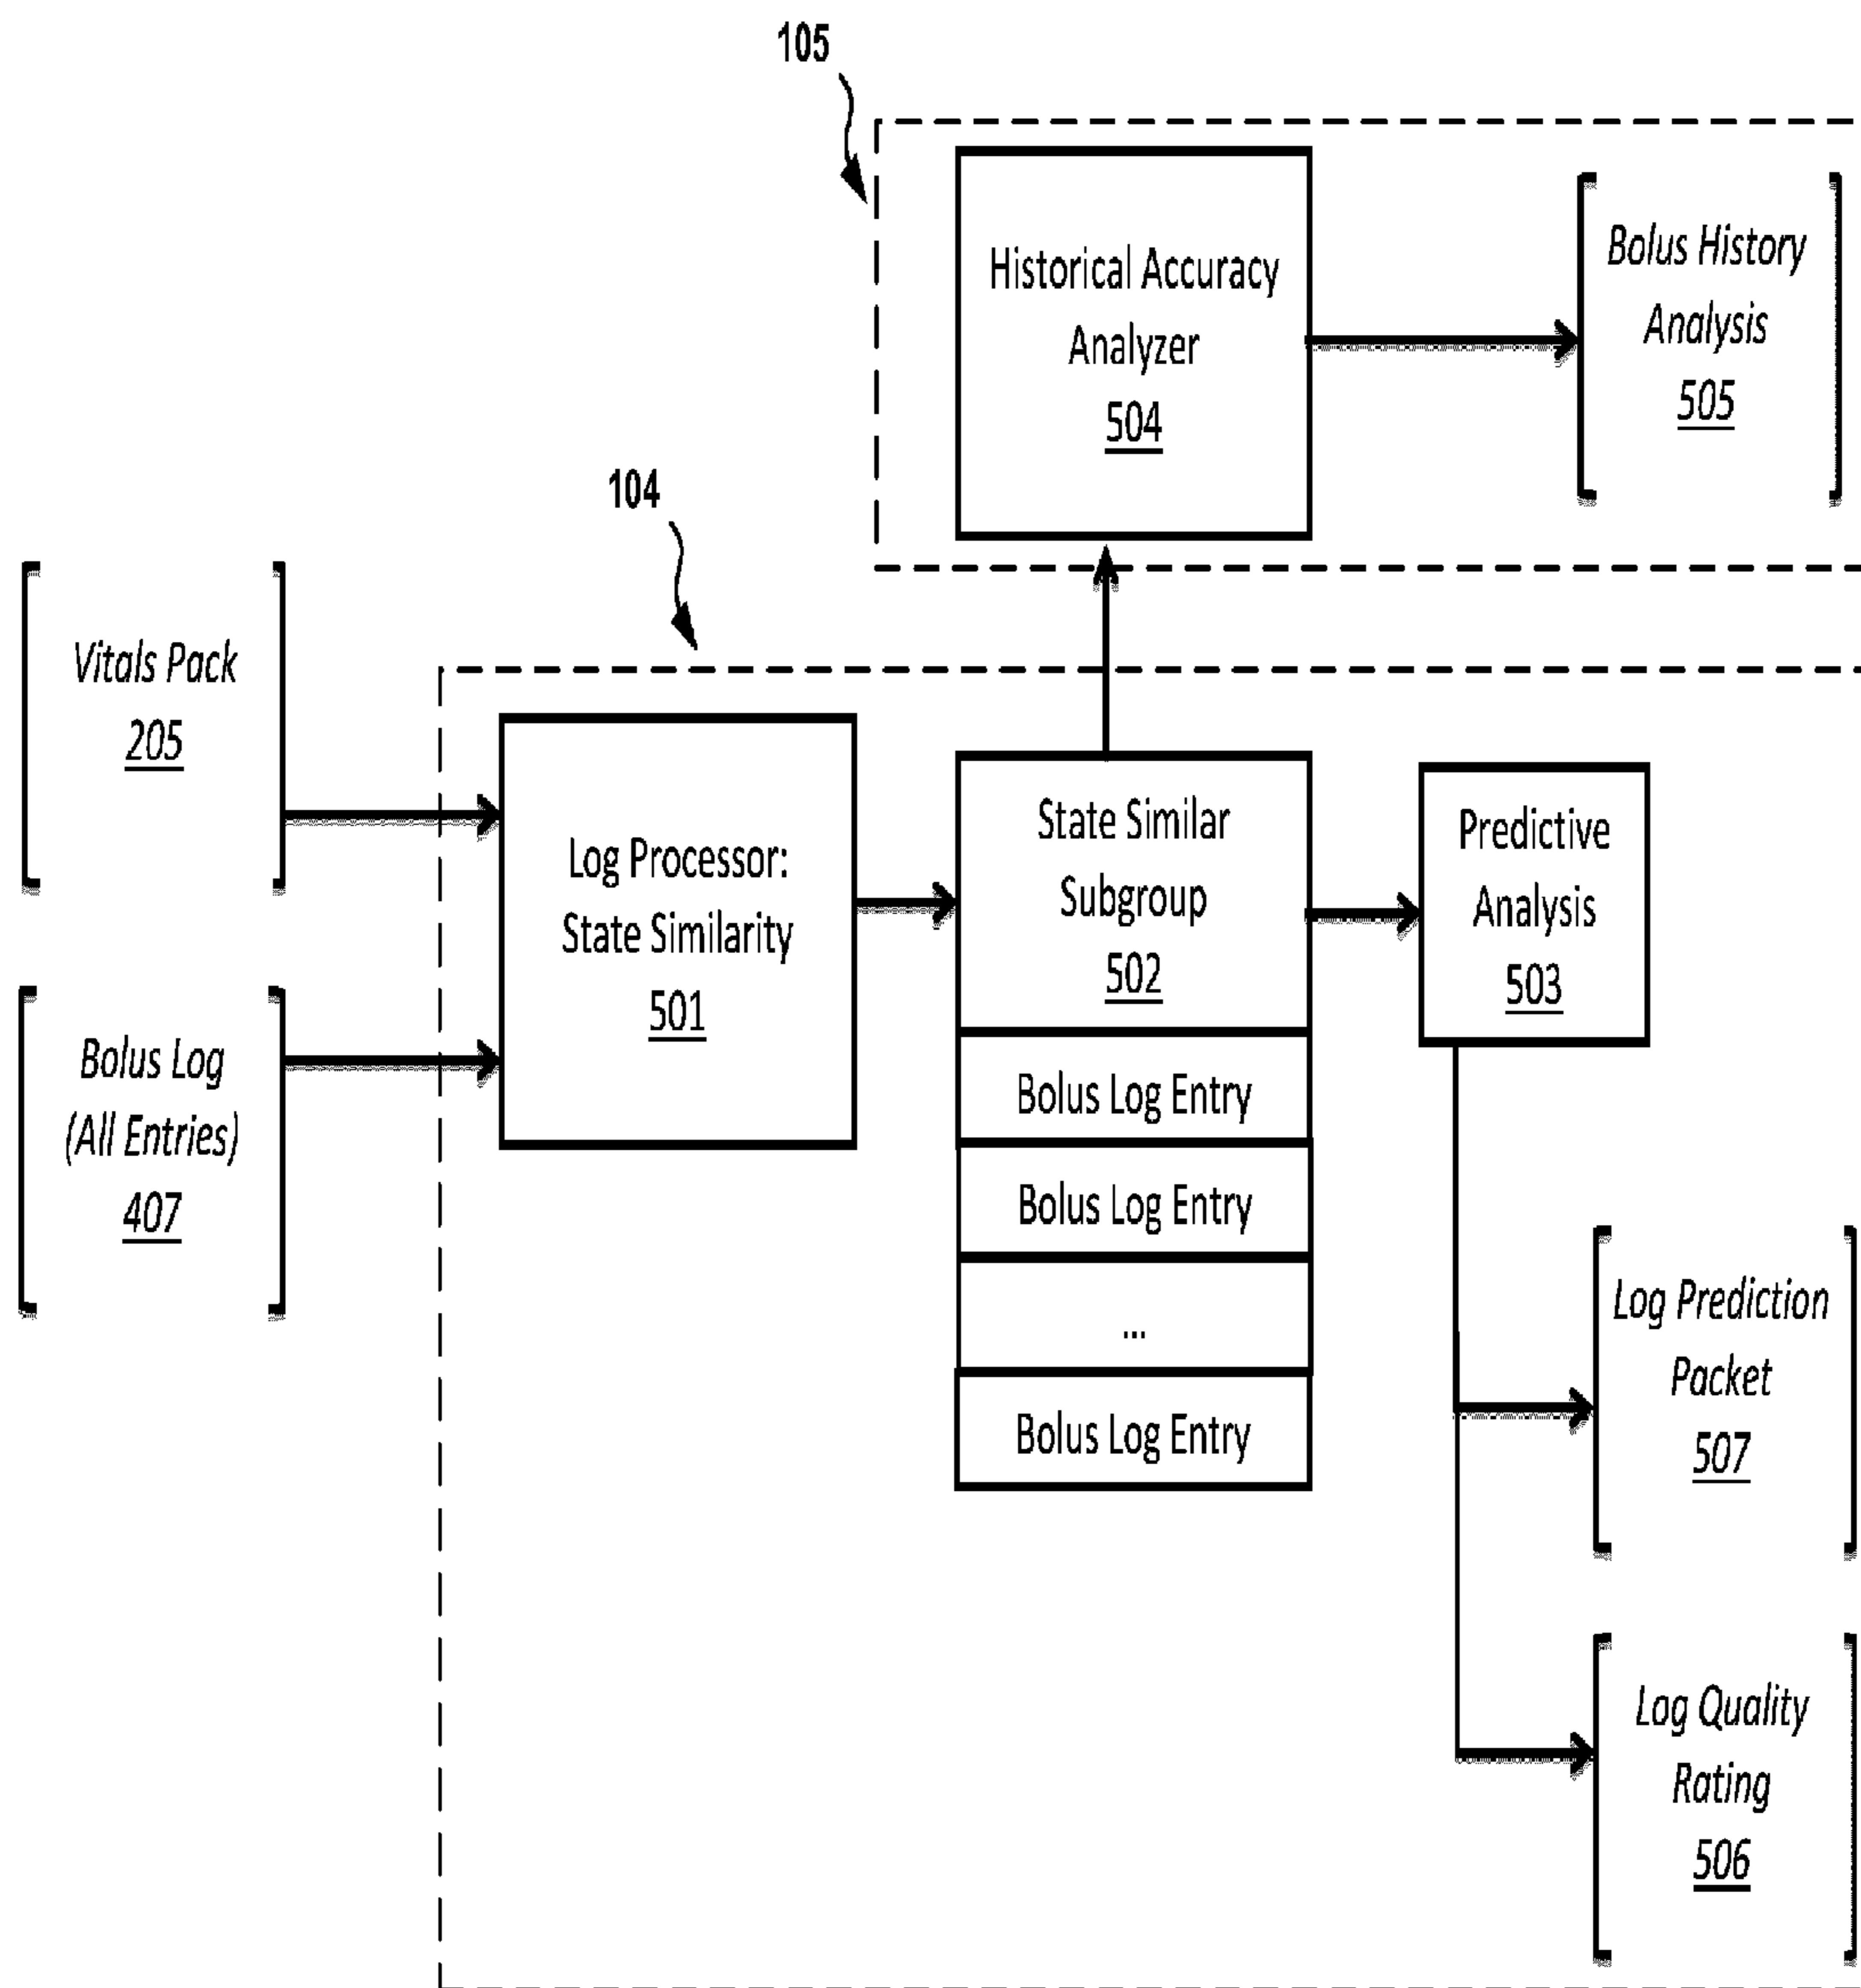 105
Historical Accuracy
Analyzer
504
Bolus History
Analysis
505
104
Vitals Pack
205
Bolus Log
(All Entries)
407
Log Processor:
State Similarity
501
State Similar
Subgroup
502
Bolus Log Entry
Bolus Log Entry
...
Bolus Log Entry
Predictive
Analysis
503
Log Prediction
Packet
507
Log Quality
Rating
506